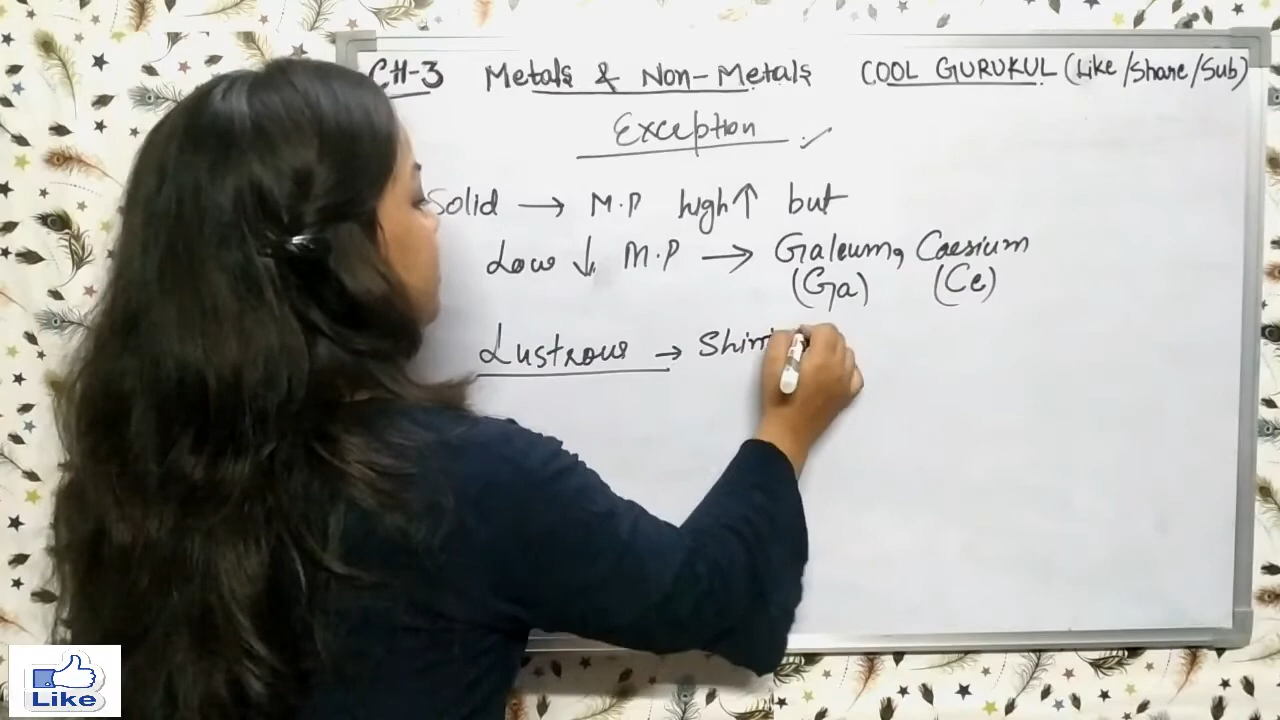 CH-3 Metals & Non-Metals COOL GURUKUL (Like/Share/Sub)
Exception ✓
Solid → M.P high↑ but
Low ↓ M.P → Galeum, Caesium
(Ga) (Ce)
Lustrous → Shin
Like